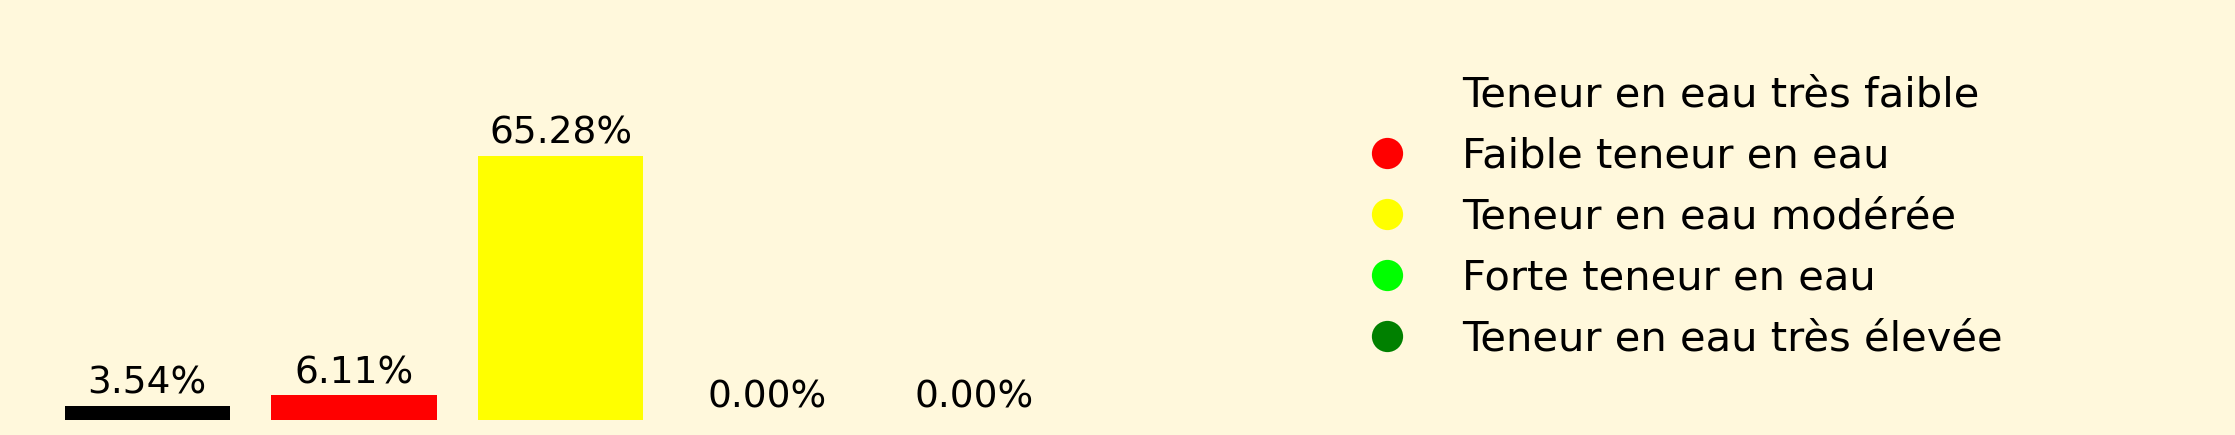 3.54%
6.11%
65.28%
0.00%
0.00%
Teneur en eau très faible
Faible teneur en eau
Teneur en eau modérée
Forte teneur en eau
Teneur en eau très élevée